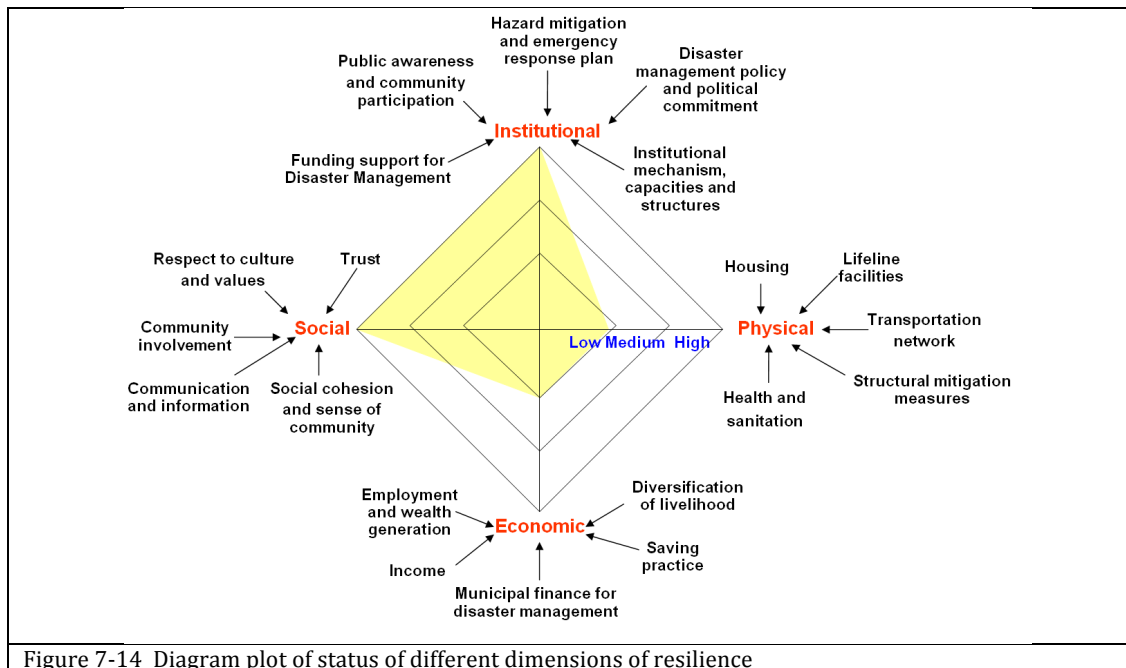 Hazard mitigation
and emergency
response plan
Public awareness
and community
participation
Disaster
management policy
and political
commitment
Institutional
Funding support for
Disaster Management
Institutional
mechanism,
capacities and
structures
Respect to culture
and values
Trust
Housing
Lifeline
facilities
Community
involvement
Social
Low Medium High
Physical
Transportation
network
Communication
and information
Social cohesion
and sense of
community
Health and
sanitation
Structural mitigation
measures
Employment
and wealth
generation
Diversification
of livelihood
Economic
Income
Saving
practice
Municipal finance for
disaster management
Figure 7-14 Diagram plot of status of different dimensions of resilience